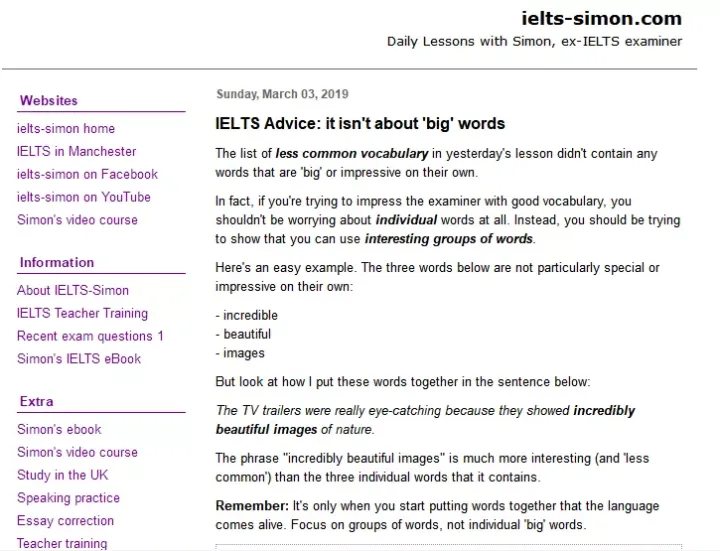 ielts-simon.com
Daily Lessons with Simon, ex-IELTS examiner
Websites
ielts-simon home
IELTS in Manchester
ielts-simon on Facebook
ielts-simon on YouTube
Simon's video course
Information
About IELTS-Simon
IELTS Teacher Training
Recent exam questions 1
Simon's IELTS eBook
Extra
Simon's ebook
Simon's video course
Study in the UK
Speaking practice
Essay correction
Teacher training
Sunday, March 03, 2019
IELTS Advice: it isn't about 'big' words
The list of less common vocabulary in yesterday's lesson didn't contain any
words that are 'big' or impressive on their own.
In fact, if you're trying to impress the examiner with good vocabulary, you
shouldn't be worrying about individual words at all. Instead, you should be trying
to show that you can use interesting groups of words.
Here's an easy example. The three words below are not particularly special or
impressive on their own:
- incredible
- beautiful
- images
But look at how I put these words together in the sentence below:
The TV trailers were really eye-catching because they showed incredibly
beautiful images of nature.
The phrase "incredibly beautiful images" is much more interesting (and 'less
common') than the three individual words that it contains.
Remember: It's only when you start putting words together that the language
comes alive. Focus on groups of words, not individual 'big' words.